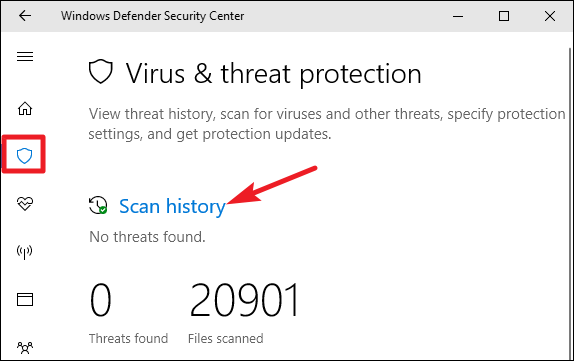 Windows Defender Security Center
Virus & threat protection
View threat history, scan for viruses and other threats, specify protection
settings, and get protection updates.
Scan history
No threats found.
0 20901
Threats found Files scanned